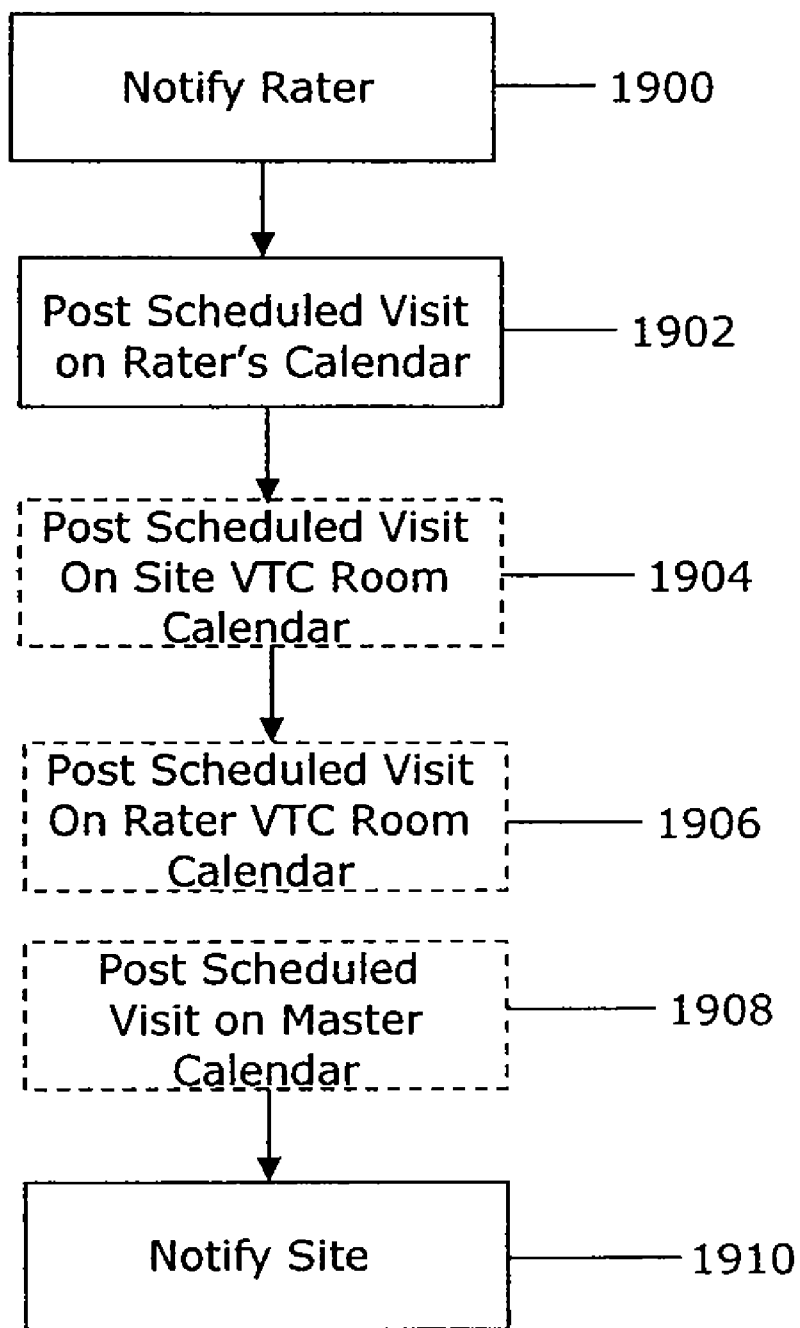 Notify Rater
1900
Post Scheduled Visit
on Rater's Calendar
1902
Post Scheduled Visit
On Site VTC Room
Calendar
1904
Post Scheduled Visit
On Rater VTC Room
Calendar
1906
Post Scheduled
Visit on Master
Calendar
1908
Notify Site
1910